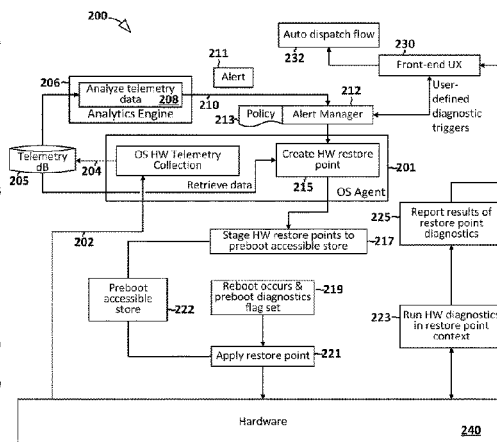 200
Auto dispatch flow
232
230
Front-end UX
211
Alert
206
Analyze telemetry
data
208
Analytics Engine
210
212
213
Policy
Alert Manager
User-
defined
diagnostic
triggers
Telemetry
dB
205
204
OS HW Telemetry
Collection
Retrieve data
Create HW restore
point
215
201
OS Agent
202
225
Report results of
restore point
diagnostics
Stage HW restore points to
preboot accessible store
217
Preboot
accessible
store
222
Reboot occurs &
preboot diagnostics
flag set
219
223
Run HW diagnostics
in restore point
context
Apply restore point
221
Hardware
240